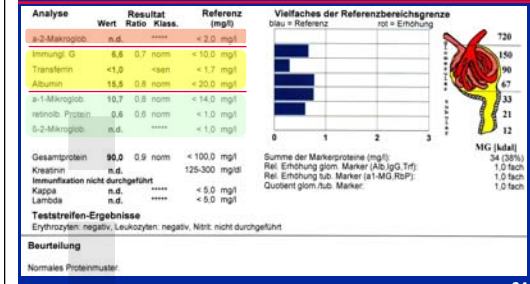 Analyse Resultat Referenz
Wert Ratio Klass. (mg/l)
a-2-Makroglob. n.d. ***** < 2,0 mg/l
Immungl. G 6,6 0,7 norm < 10,0 mg/l
Transferrin <1,0 <sen < 1,7 mg/l
Albumin 15,5 0,8 norm < 20,0 mg/l
a-1-Mikroglob. 10,7 0,8 norm < 14,0 mg/l
retinolb. Protein 0,6 0,6 norm < 1,0 mg/l
ß-2-Mikroglob. n.d. ***** < 1,0 mg/l
Gesamtprotein 90,0 0,9 norm < 100,0 mg/l
Kreatinin n.d. 125-300 mg/dl
Immunfixation nicht durchgeführt
Kappa n.d. ***** < 5,0 mg/l
Lambda n.d. ***** < 5,0 mg/l
Vielfaches der Referenzbereichsgrenze
blau = Referenz rot = Erhöhung
0 1 2 3
glomerulär
tubulär
720
150
90
67
33
21
12
MG [kdal]
Summe der Markerproteine (mg/l): 34 (38%)
Rel. Erhöhung glom. Marker (Alb,IgG,Trf): 1,0 fach
Rel. Erhöhung tub. Marker (a1-MG,RbP): 1,0 fach
Quotient glom./tub. Marker: 1,0 fach
Teststreifen-Ergebnisse
Erythrozyten: negativ, Leukozyten: negativ, Nitrit: nicht durchgeführt
Beurteilung
Normales Proteinmuster.